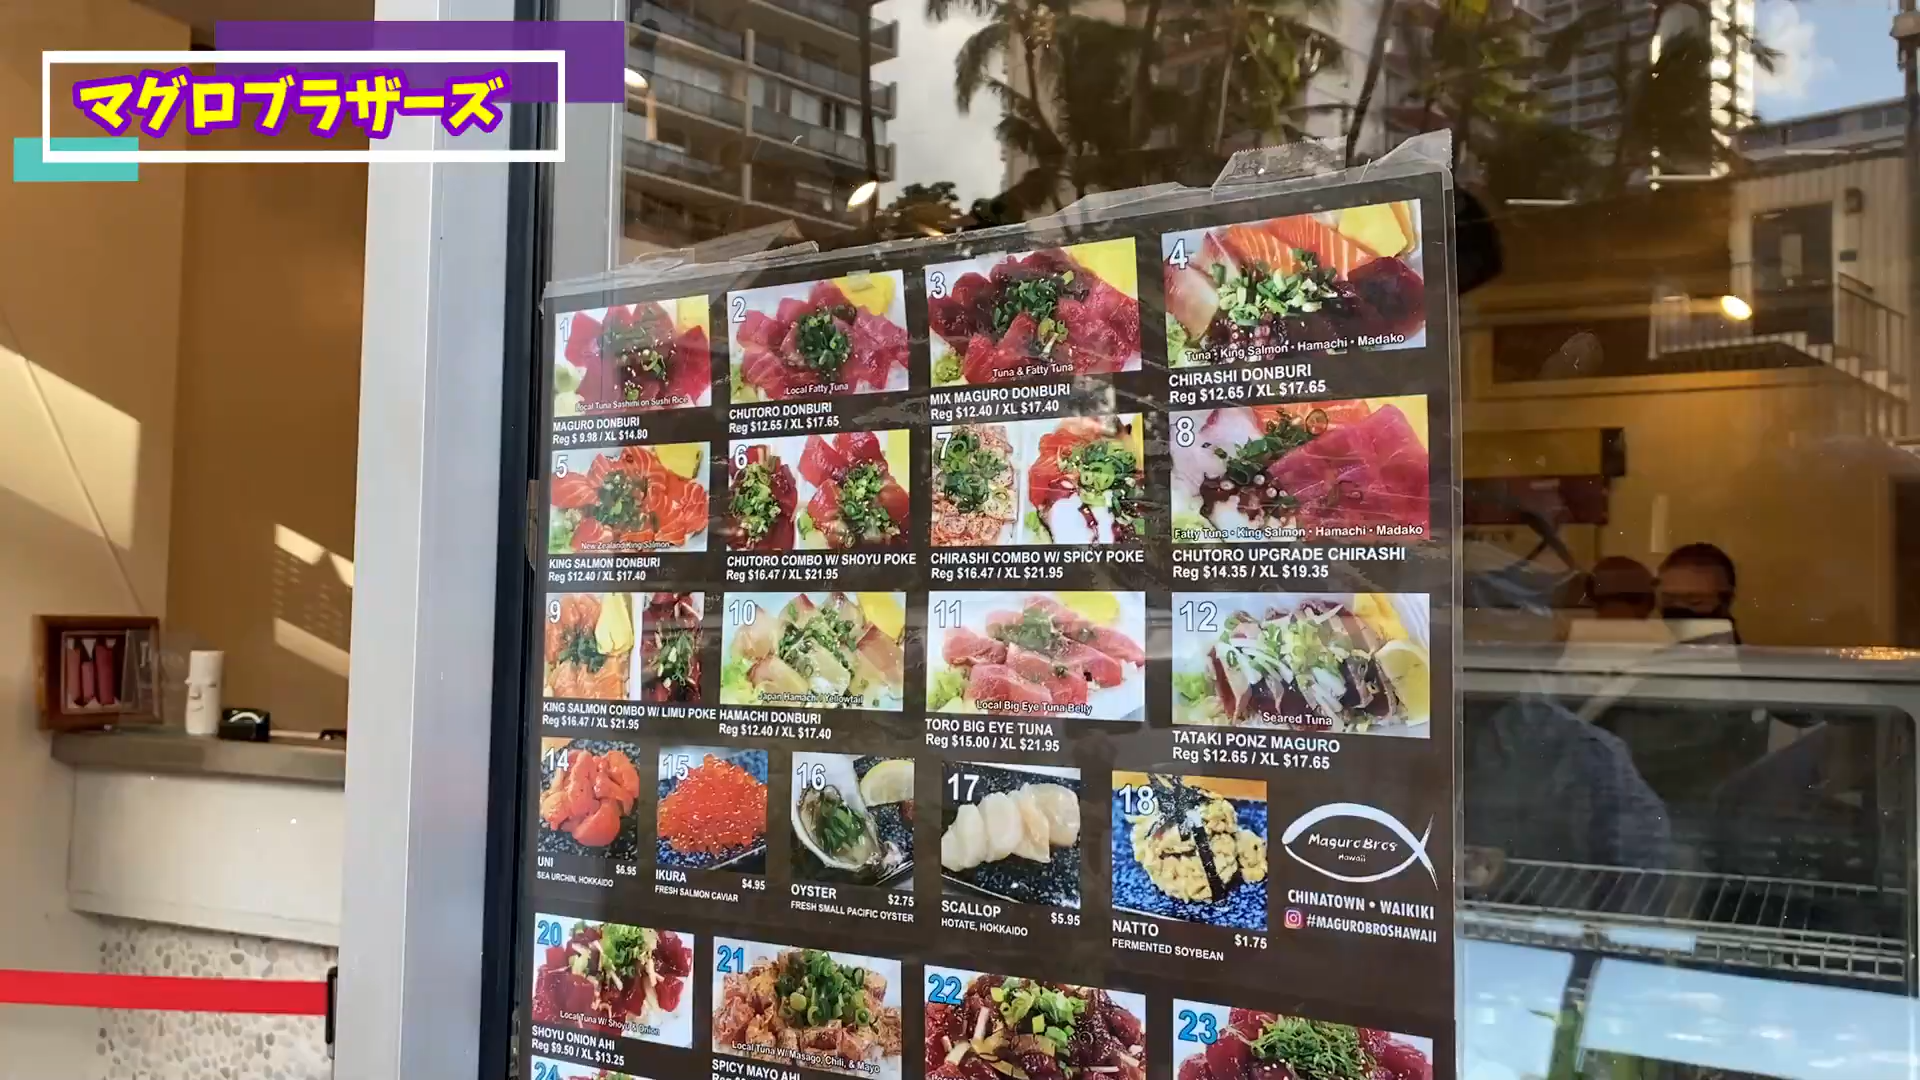 マグロブラザーズ
1
Local Tuna Sashimi on Sushi Rice
MAGURO DONBURI
Reg $ 9.98 / XL $14.80
2
Local Fatty Tuna
CHUTORO DONBURI
Reg $12.65 / XL $17.65
3
Tuna & Fatty Tuna
MIX MAGURO DONBURI
Reg $12.40 / XL $17.40
4
Tuna • King Salmon • Hamachi • Madako
CHIRASHI DONBURI
Reg $12.65 / XL $17.65
5
New Zealand King Salmon
KING SALMON DONBURI
Reg $12.40 / XL $17.40
6
CHUTORO COMBO W/ SHOYU POKE
Reg $16.47 / XL $21.95
7
CHIRASHI COMBO W/ SPICY POKE
Reg $16.47 / XL $21.95
8
Fatty Tuna • King Salmon • Hamachi • Madako
CHUTORO UPGRADE CHIRASHI
Reg $14.35 / XL $19.35
9
KING SALMON COMBO W/ LIMU POKE
Reg $16.47 / XL $21.95
10
Japan Hamachi / Yellowtail
HAMACHI DONBURI
Reg $12.40 / XL $17.40
11
Local Big Eye Tuna Belly
TORO BIG EYE TUNA
Reg $15.00 / XL $21.95
12
Seared Tuna
TATAKI PONZ MAGURO
Reg $12.65 / XL $17.65
14
UNI
$6.95
SEA URCHIN, HOKKAIDO
15
IKURA
$4.95
FRESH SALMON CAVIAR
16
OYSTER
$2.75
FRESH SMALL PACIFIC OYSTER
17
SCALLOP
$5.95
HOTATE, HOKKAIDO
18
NATTO
$1.75
FERMENTED SOYBEAN
Maguro Bros
Hawaii
CHINATOWN • WAIKIKI
#MAGUROBROSHAWAII
20
Local Tuna W/ Shoyu & Onion
SHOYU ONION AHI
Reg $9.50 / XL $13.25
21
Local Tuna W/ Masago, Chili, & Mayo
SPICY MAYO AHI
22
23
24